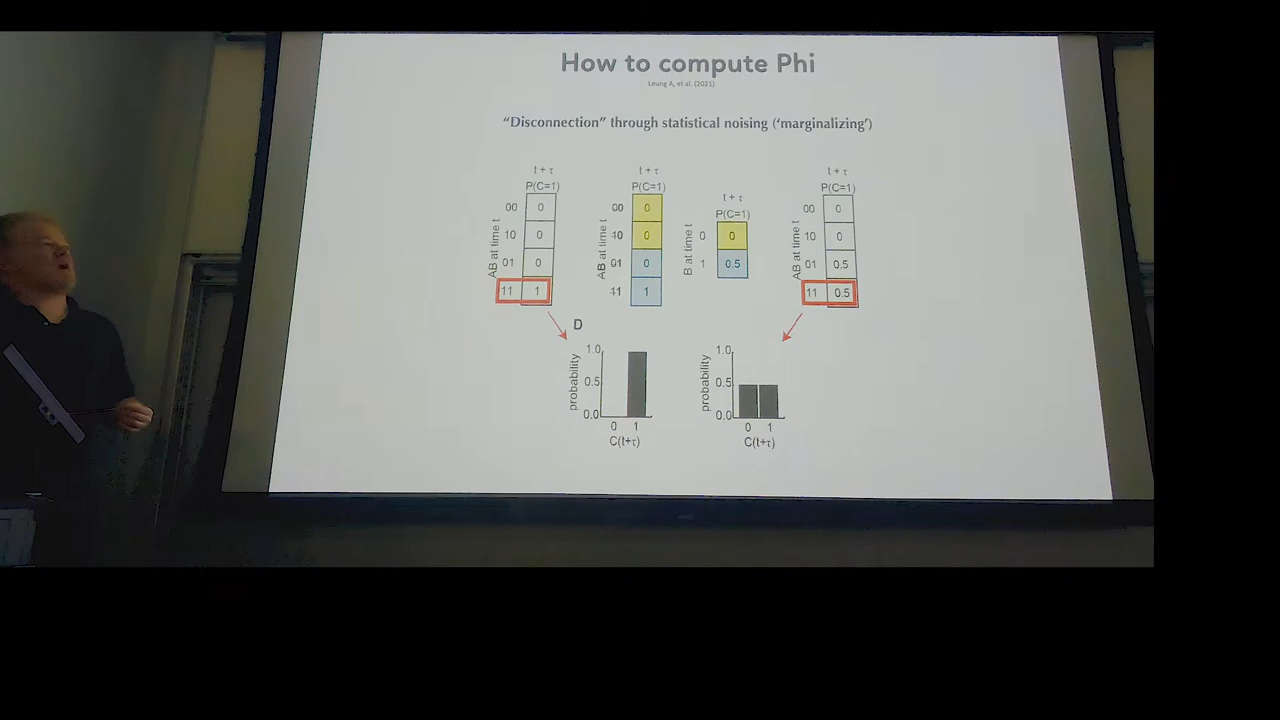 How to compute Phi
Leung A, et al. (2021)
“Disconnection” through statistical noising (‘marginalizing’)
t + τ
P(C=1)
AB at time t
00 0
10 0
01 0
11 1
t + τ
P(C=1)
AB at time t
00 0
10 0
01 0
11 1
t + τ
P(C=1)
B at time t
0 0
1 0.5
t + τ
P(C=1)
AB at time t
00 0
10 0
01 0.5
11 0.5
D
probability
1.0
0.5
0.0
0 1
C(t+τ)
probability
1.0
0.5
0.0
0 1
C(t+τ)